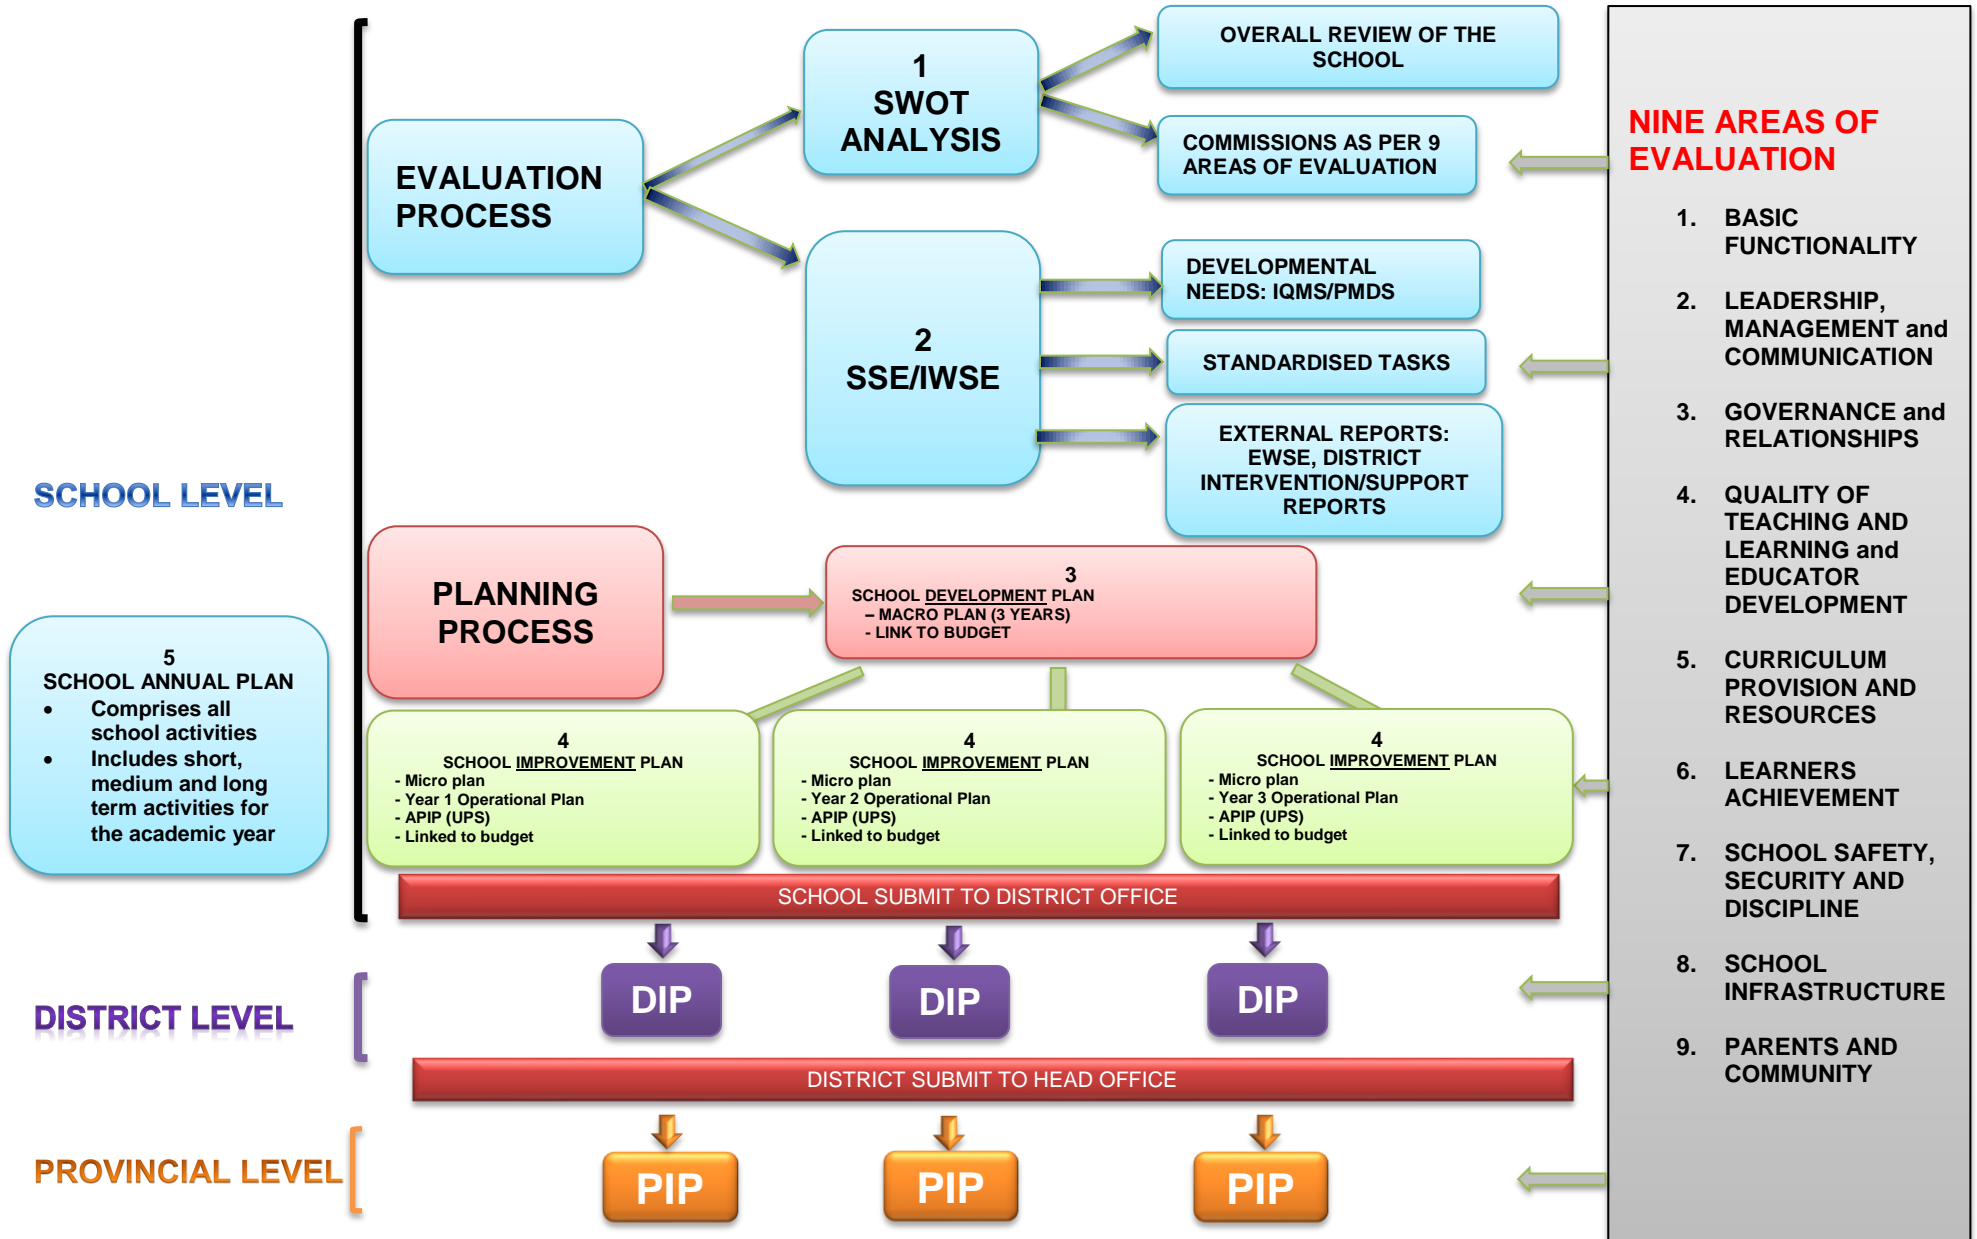 1
SWOT
ANALYSIS
OVERALL REVIEW OF THE
SCHOOL
COMMISSIONS AS PER 9
AREAS OF EVALUATION
EVALUATION
PROCESS
2
SSE/IWSE
DEVELOPMENTAL
NEEDS: IQMS/PMDS
STANDARDISED TASKS
EXTERNAL REPORTS:
EWSE, DISTRICT
INTERVENTION/SUPPORT
REPORTS
SCHOOL LEVEL
PLANNING
PROCESS
3
SCHOOL DEVELOPMENT PLAN
– MACRO PLAN (3 YEARS)
- LINK TO BUDGET
5
SCHOOL ANNUAL PLAN
• Comprises all
school activities
• Includes short,
medium and long
term activities for
the academic year
4
SCHOOL IMPROVEMENT PLAN
- Micro plan
- Year 1 Operational Plan
- APIP (UPS)
- Linked to budget
4
SCHOOL IMPROVEMENT PLAN
- Micro plan
- Year 2 Operational Plan
- APIP (UPS)
- Linked to budget
4
SCHOOL IMPROVEMENT PLAN
- Micro plan
- Year 3 Operational Plan
- APIP (UPS)
- Linked to budget
SCHOOL SUBMIT TO DISTRICT OFFICE
DISTRICT LEVEL
DIP
DIP
DIP
DISTRICT SUBMIT TO HEAD OFFICE
PROVINCIAL LEVEL
PIP
PIP
PIP
NINE AREAS OF
EVALUATION
1. BASIC
FUNCTIONALITY
2. LEADERSHIP,
MANAGEMENT and
COMMUNICATION
3. GOVERNANCE and
RELATIONSHIPS
4. QUALITY OF
TEACHING AND
LEARNING and
EDUCATOR
DEVELOPMENT
5. CURRICULUM
PROVISION AND
RESOURCES
6. LEARNERS
ACHIEVEMENT
7. SCHOOL SAFETY,
SECURITY AND
DISCIPLINE
8. SCHOOL
INFRASTRUCTURE
9. PARENTS AND
COMMUNITY